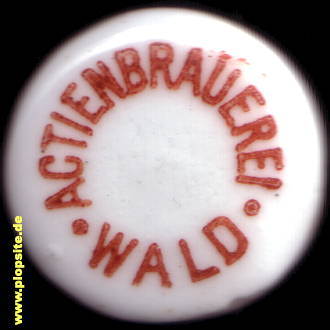 ACTIENBRAUEREI
• WALD •
www.plopsite.de